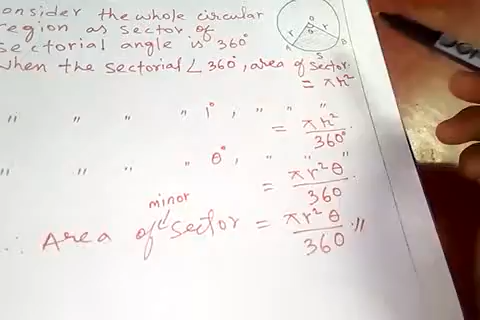 onsider the whole circular
region as sector of
sectorial angle is 360°
When the sectorial ∠ 360°, area of sector
= πr²
" " " " 1°, " " "
= πr²/360°
" " " " θ°, " " "
= πr²θ/360.
minor
∴ Area of sector = πr²θ/360 .//
O
θ
r r
A B
S